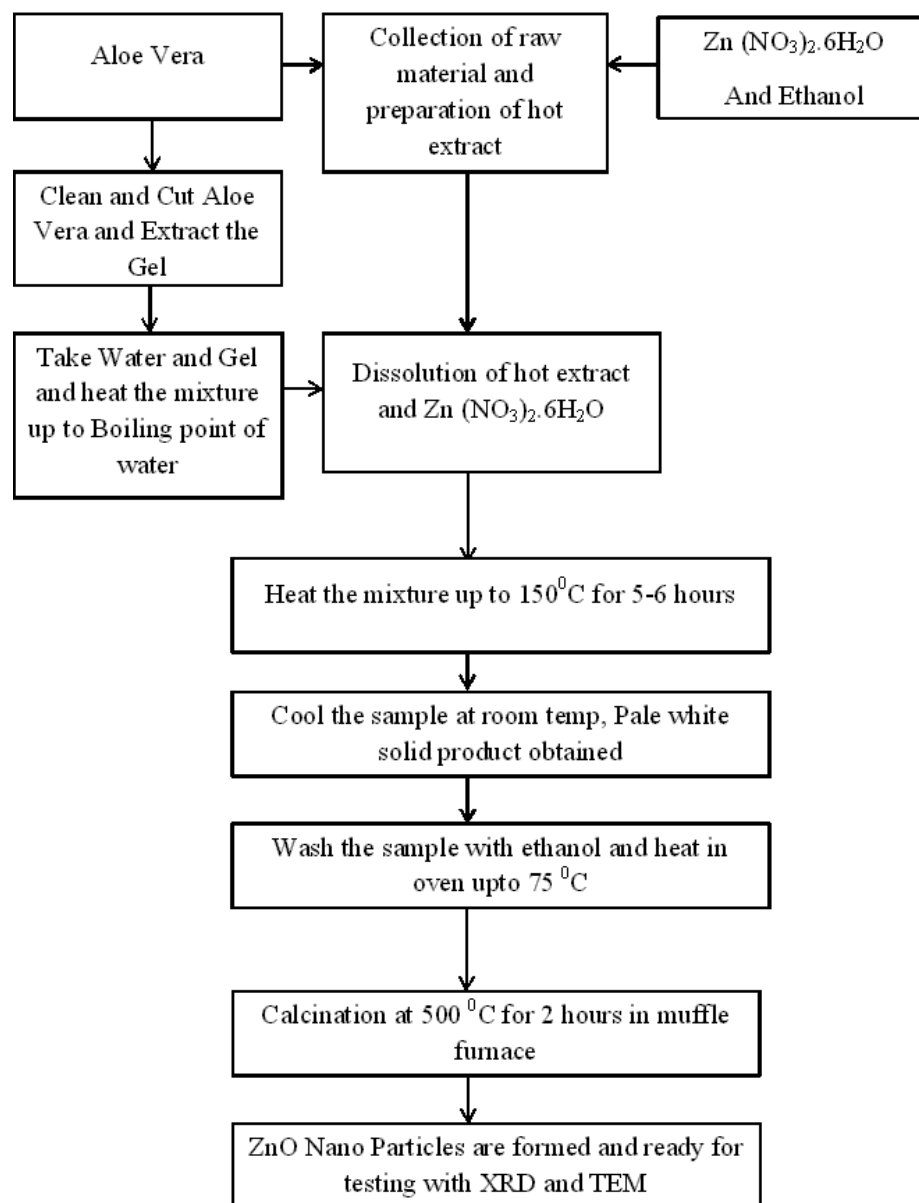 Aloe Vera
Collection of raw
material and
preparation of hot
extract
Zn (NO₃)₂.6H₂O
And Ethanol
Clean and Cut Aloe
Vera and Extract the
Gel
Take Water and Gel
and heat the mixture
up to Boiling point of
water
Dissolution of hot extract
and Zn (NO₃)₂.6H₂O
Heat the mixture up to 150⁰C for 5-6 hours
Cool the sample at room temp, Pale white
solid product obtained
Wash the sample with ethanol and heat in
oven upto 75 ⁰C
Calcination at 500 ⁰C for 2 hours in muffle
furnace
ZnO Nano Particles are formed and ready for
testing with XRD and TEM